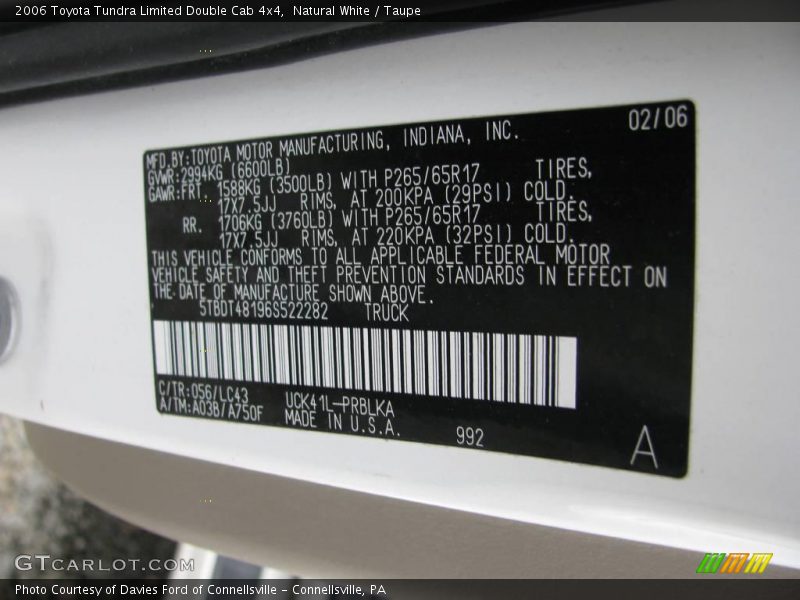 2006 Toyota Tundra Limited Double Cab 4x4,  Natural White / Taupe
02/06
MFD.BY:TOYOTA MOTOR MANUFACTURING, INDIANA, INC.
GVWR:2994KG (6600LB)
GAWR:FRT. 1588KG (3500LB) WITH P265/65R17 TIRES,
17X7.5JJ RIMS, AT 200KPA (29PSI) COLD.
RR. 1706KG (3760LB) WITH P265/65R17 TIRES,
17X7.5JJ RIMS, AT 220KPA (32PSI) COLD.
THIS VEHICLE CONFORMS TO ALL APPLICABLE FEDERAL MOTOR
VEHICLE SAFETY AND THEFT PREVENTION STANDARDS IN EFFECT ON
THE DATE OF MANUFACTURE SHOWN ABOVE.
5TBDT48196S522282 TRUCK
C/TR:056/LC43 UCK41L-PRBLKA
A/TM:A03B/A750F MADE IN U.S.A. 992
A
GTCARLOT.COM
Photo Courtesy of Davies Ford of Connellsville – Connellsville, PA